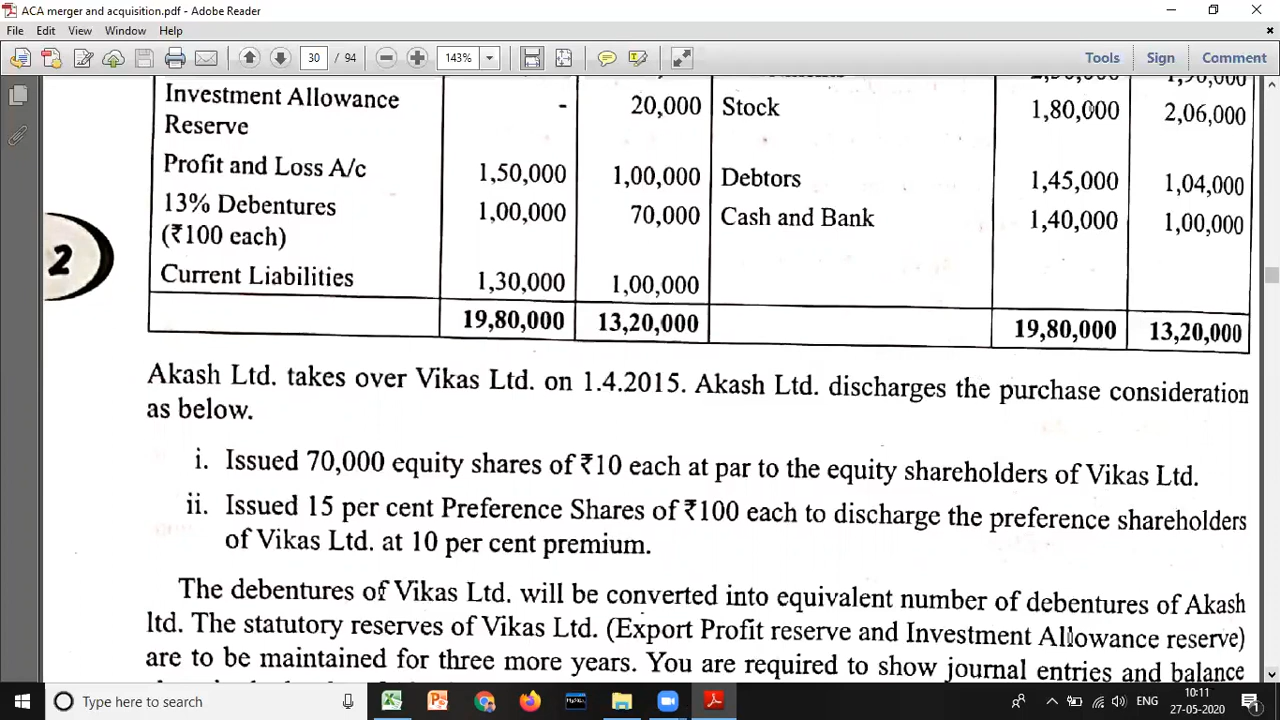 ACA merger and acquisition.pdf - Adobe Reader
File Edit View Window Help
30 / 94 143% Tools Sign Comment
Investment Allowance - 20,000 Stock 1,80,000 2,06,000
Reserve
Profit and Loss A/c 1,50,000 1,00,000 Debtors 1,45,000 1,04,000
13% Debentures 1,00,000 70,000 Cash and Bank 1,40,000 1,00,000
(₹100 each)
2
Current Liabilities 1,30,000 1,00,000
19,80,000 13,20,000 19,80,000 13,20,000
Akash Ltd. takes over Vikas Ltd. on 1.4.2015. Akash Ltd. discharges the purchase consideration
as below.
i. Issued 70,000 equity shares of ₹10 each at par to the equity shareholders of Vikas Ltd.
ii. Issued 15 per cent Preference Shares of ₹100 each to discharge the preference shareholders
of Vikas Ltd. at 10 per cent premium.
The debentures of Vikas Ltd. will be converted into equivalent number of debentures of Akash
ltd. The statutory reserves of Vikas Ltd. (Export Profit reserve and Investment Allowance reserve)
are to be maintained for three more years. You are required to show journal entries and balance
Type here to search
ENG
10:11
27-05-2020
1